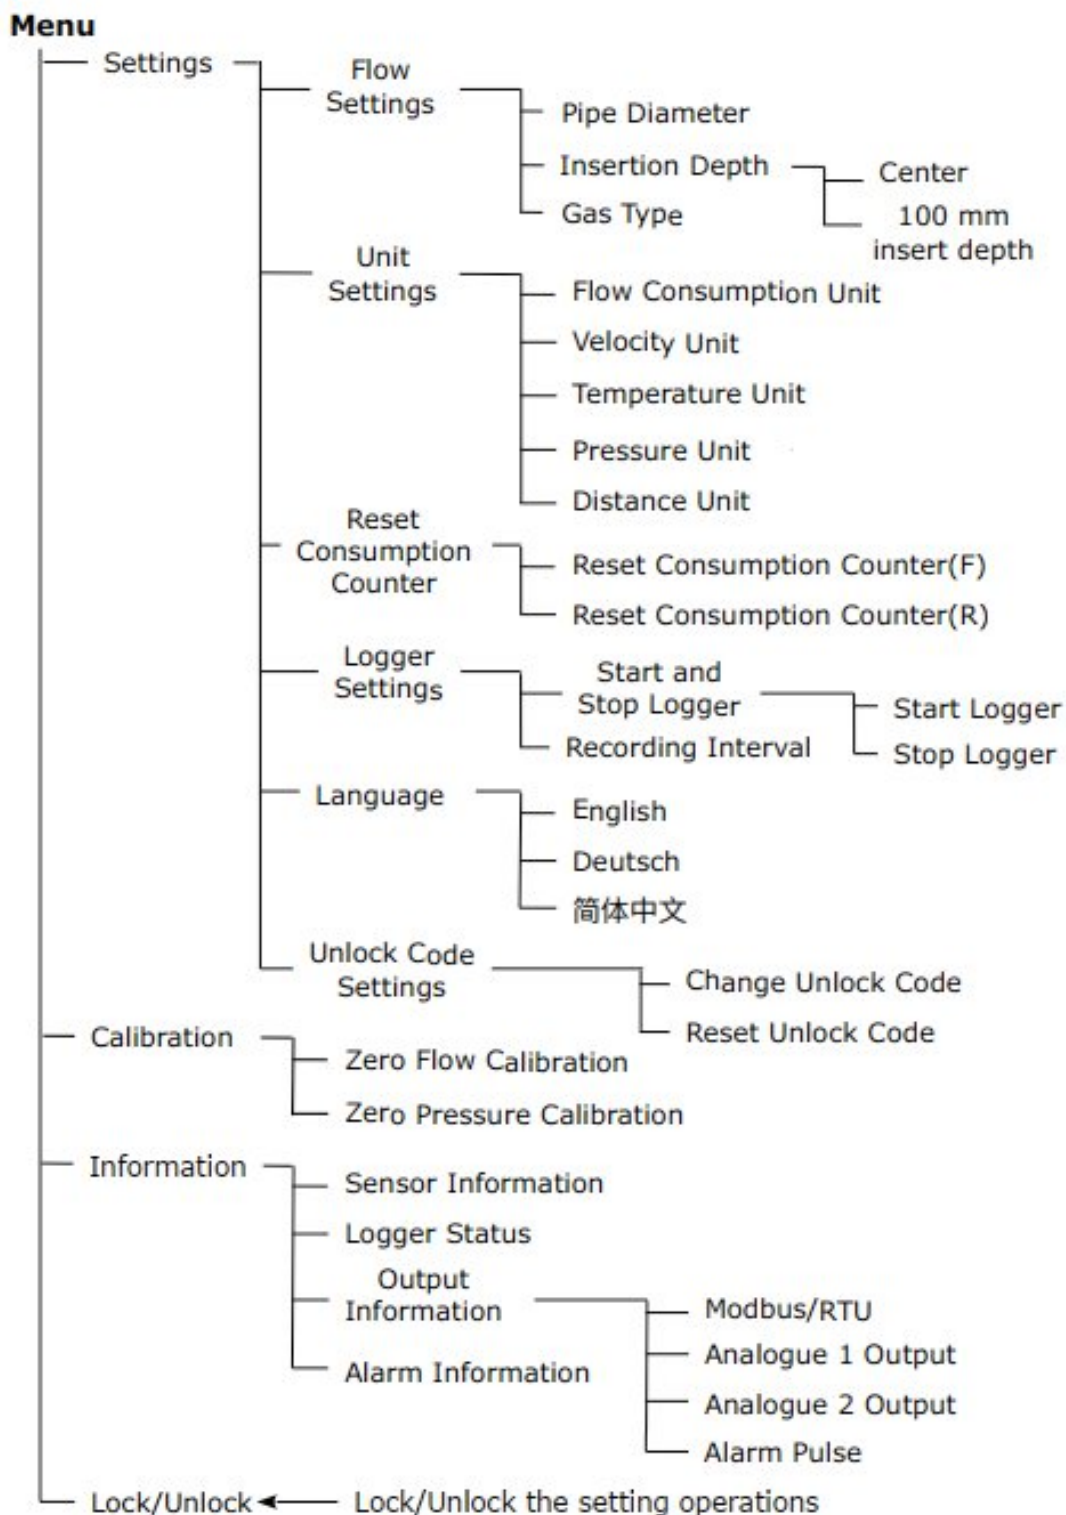 Menu
Settings
Flow
Settings
Pipe Diameter
Insertion Depth
Center
Gas Type
100 mm
insert depth
Unit
Settings
Flow Consumption Unit
Velocity Unit
Temperature Unit
Pressure Unit
Distance Unit
Reset
Consumption
Counter
Reset Consumption Counter(F)
Reset Consumption Counter(R)
Logger
Settings
Start and
Stop Logger
Start Logger
Recording Interval
Stop Logger
Language
English
Deutsch
简体中文
Unlock Code
Settings
Change Unlock Code
Reset Unlock Code
Calibration
Zero Flow Calibration
Zero Pressure Calibration
Information
Sensor Information
Logger Status
Output
Information
Modbus/RTU
Analogue 1 Output
Alarm Information
Analogue 2 Output
Alarm Pulse
Lock/Unlock
Lock/Unlock the setting operations